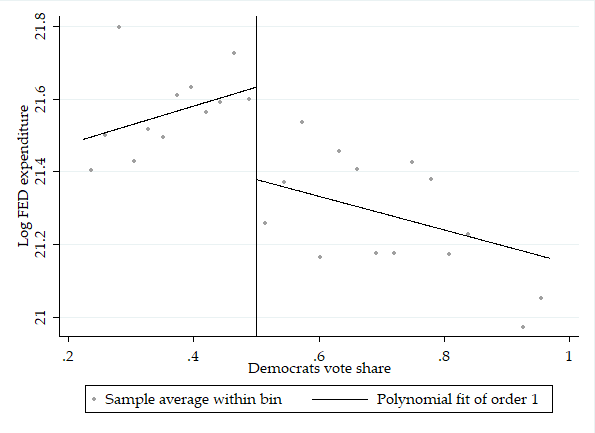 21.8
21.6
21.4
21.2
21
Log FED expenditure
.2 .4 .6 .8 1
Democrats vote share
Sample average within bin Polynomial fit of order 1